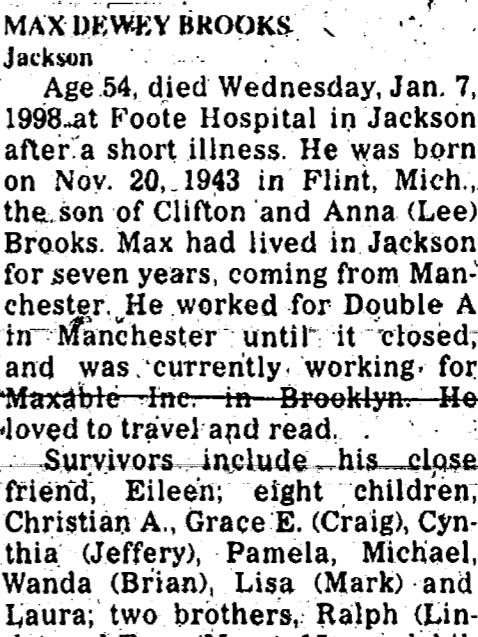 MAX DEWEY BROOKS
Jackson
Age 54, died Wednesday, Jan. 7,
1998 at Foote Hospital in Jackson
after a short illness. He was born
on Nov. 20, 1943 in Flint, Mich.,
the son of Clifton and Anna (Lee)
Brooks. Max had lived in Jackson
for seven years, coming from Man-
chester. He worked for Double A
in Manchester until it closed,
and was currently working for
Maxable Inc. in Brooklyn. He
loved to travel and read.
Survivors include his close
friend, Eileen; eight children,
Christian A., Grace E. (Craig), Cyn-
thia (Jeffery), Pamela, Michael,
Wanda (Brian), Lisa (Mark) and
Laura; two brothers, Ralph (Lin-